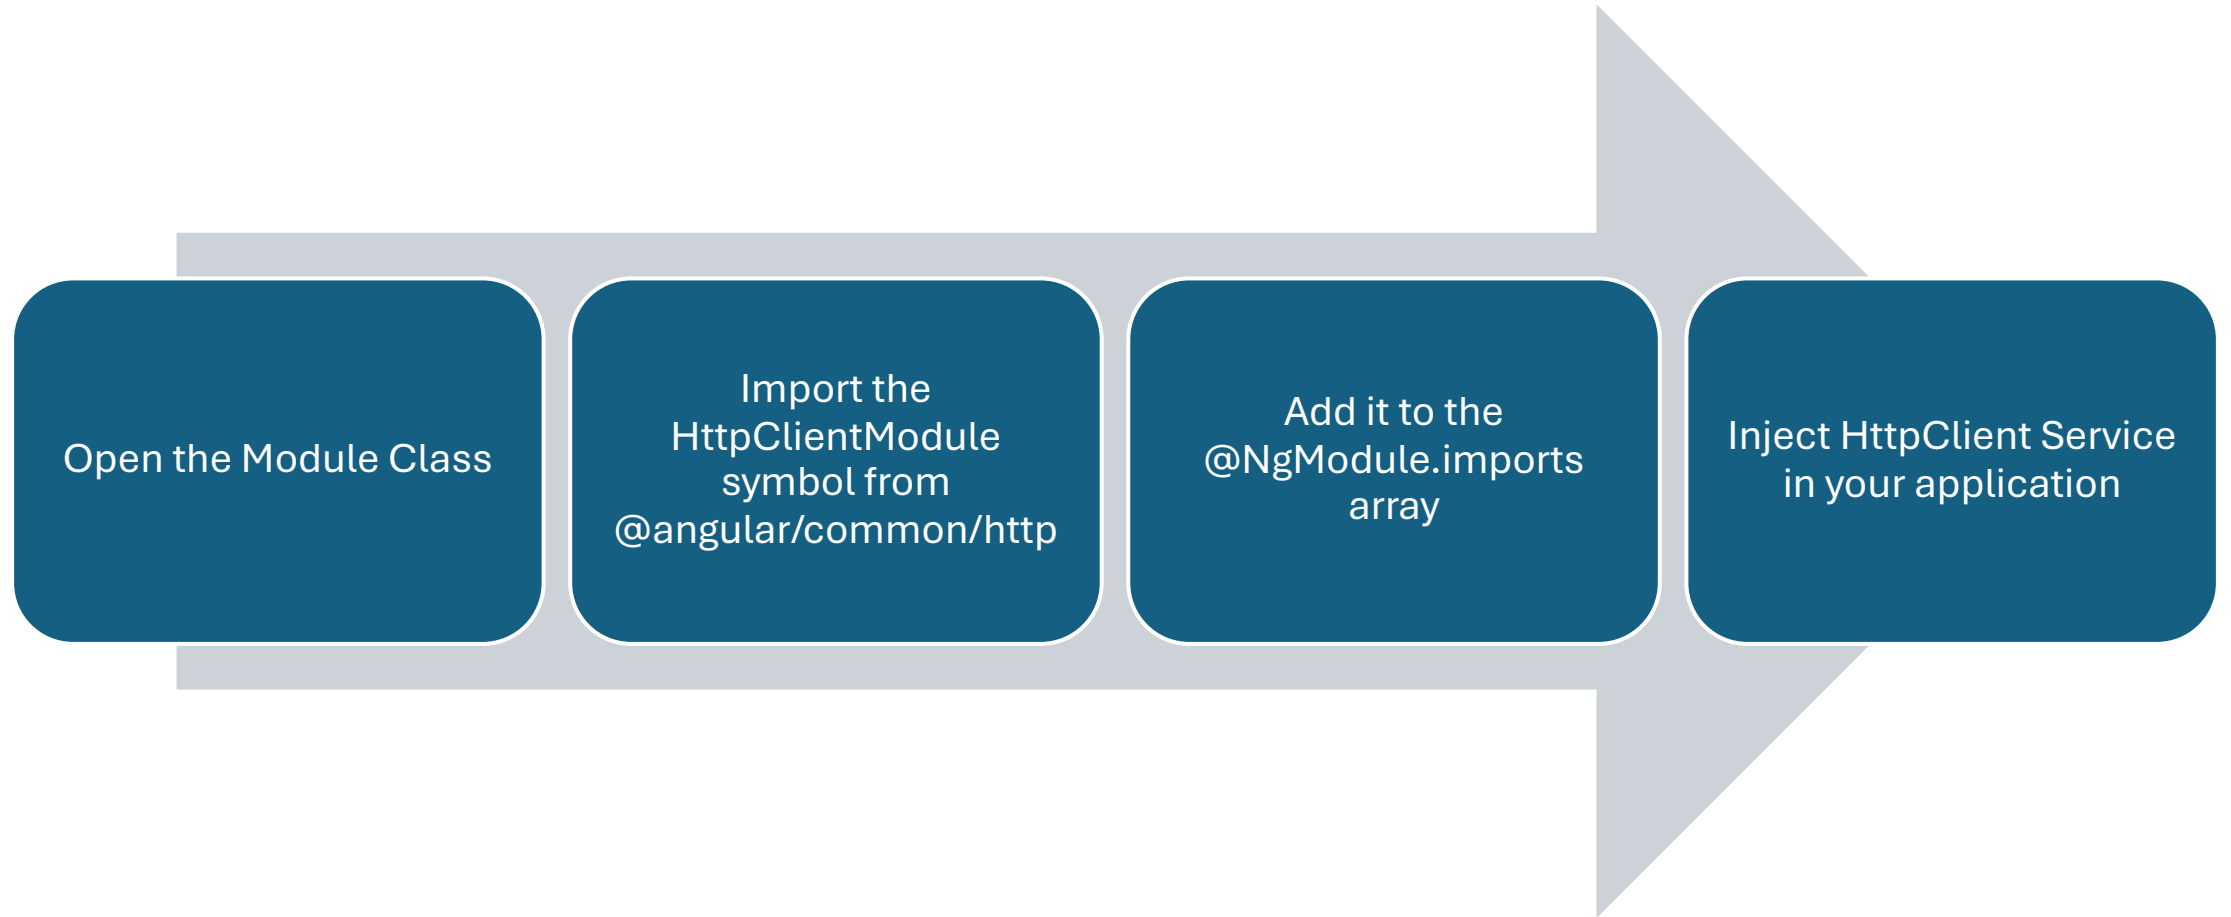 Open the Module Class
Import the
HttpClientModule
symbol from
@angular/common/http
Add it to the
@NgModule.imports
array
Inject HttpClient Service
in your application